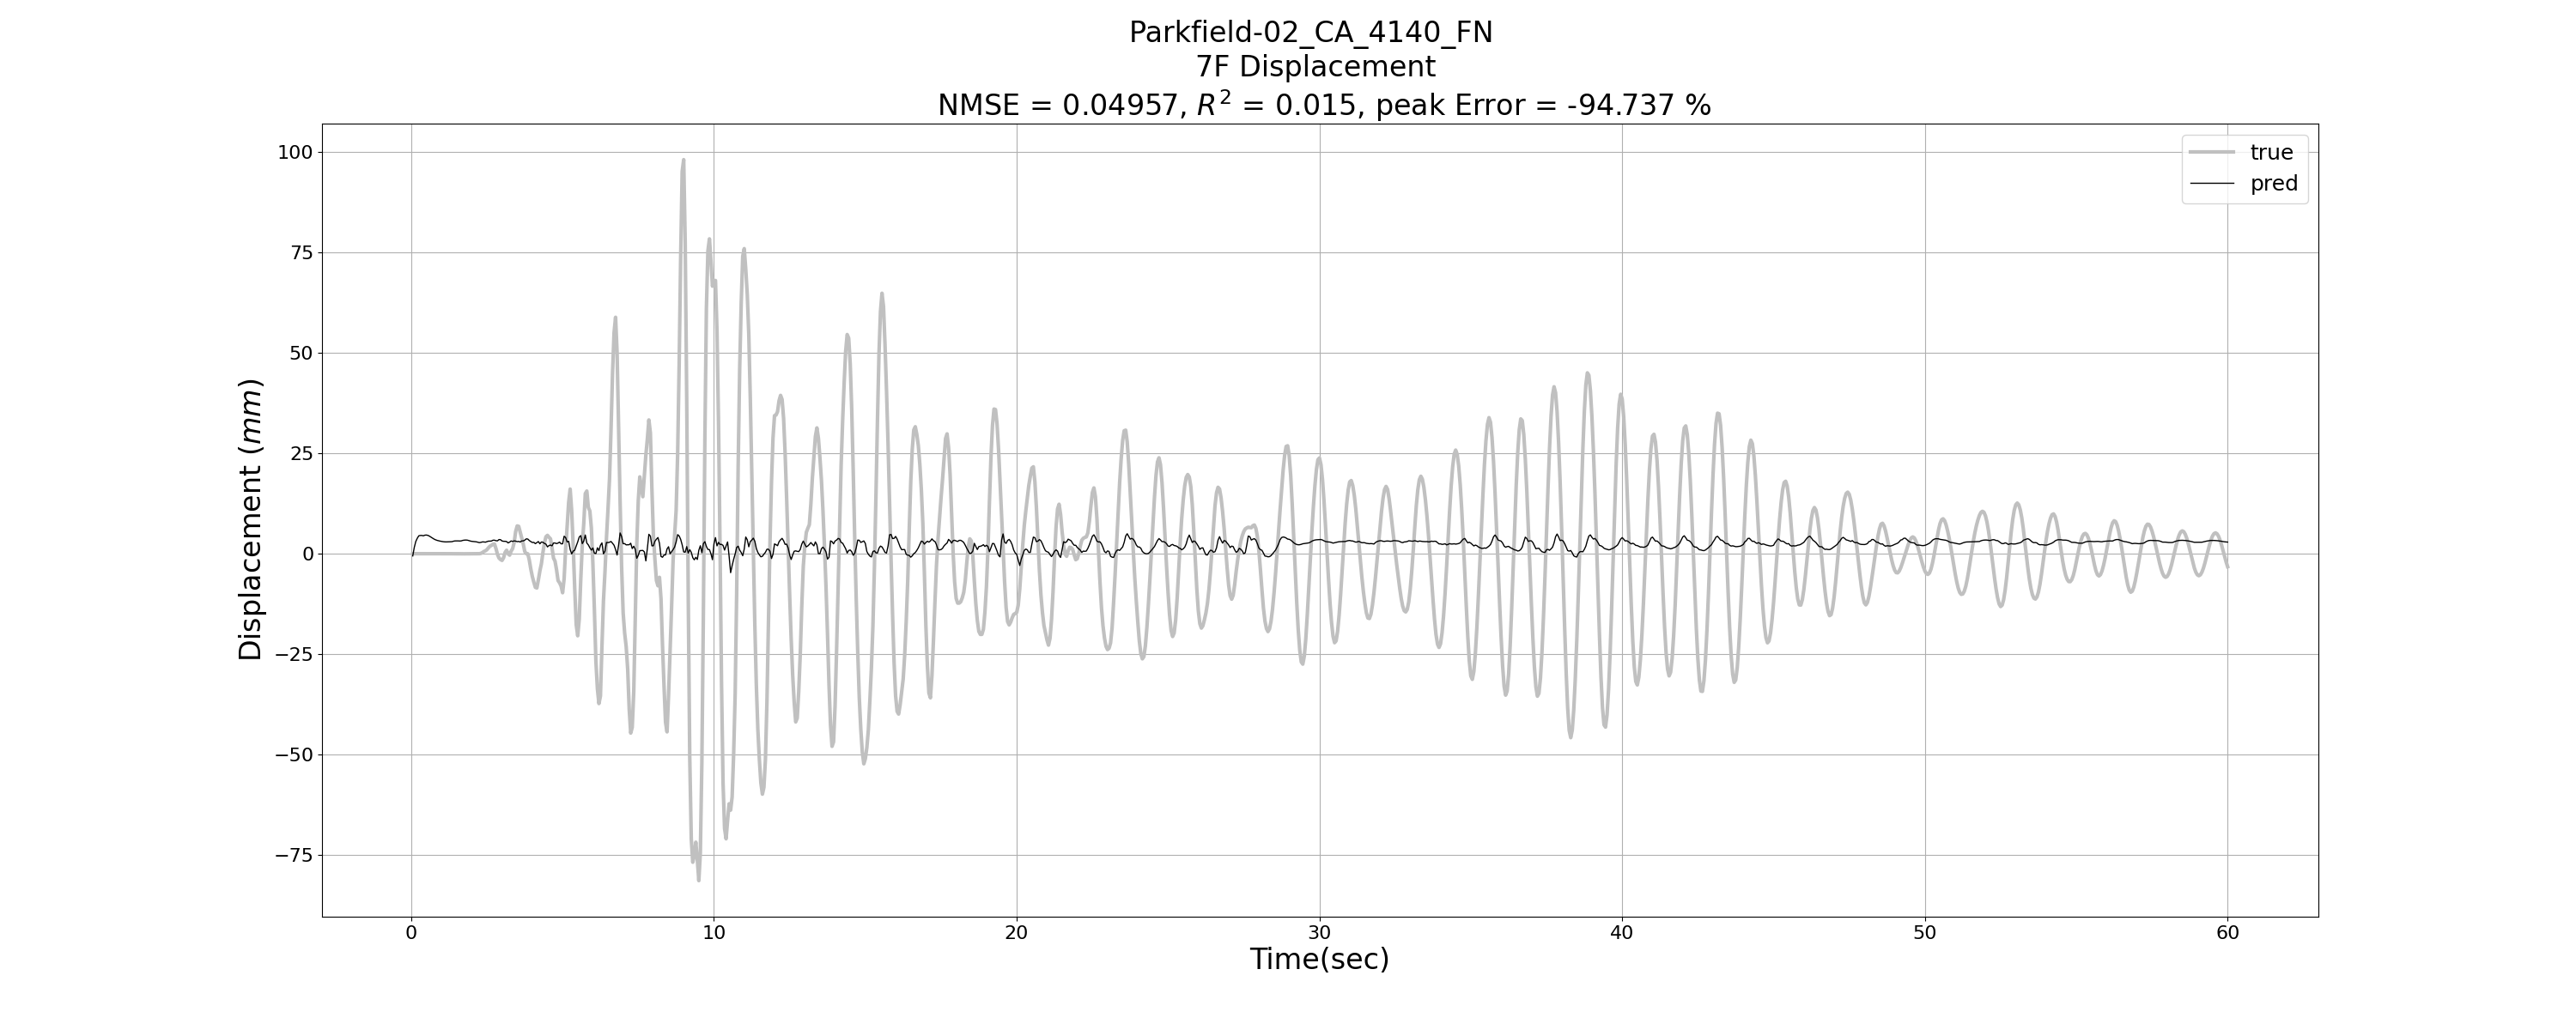 Parkfield-02_CA_4140_FN
7F Displacement
NMSE = 0.04957, R² = 0.015, peak Error = -94.737 %
true
pred
100
75
50
25
0
−25
−50
−75
Displacement (mm)
0 10 20 30 40 50 60
Time(sec)